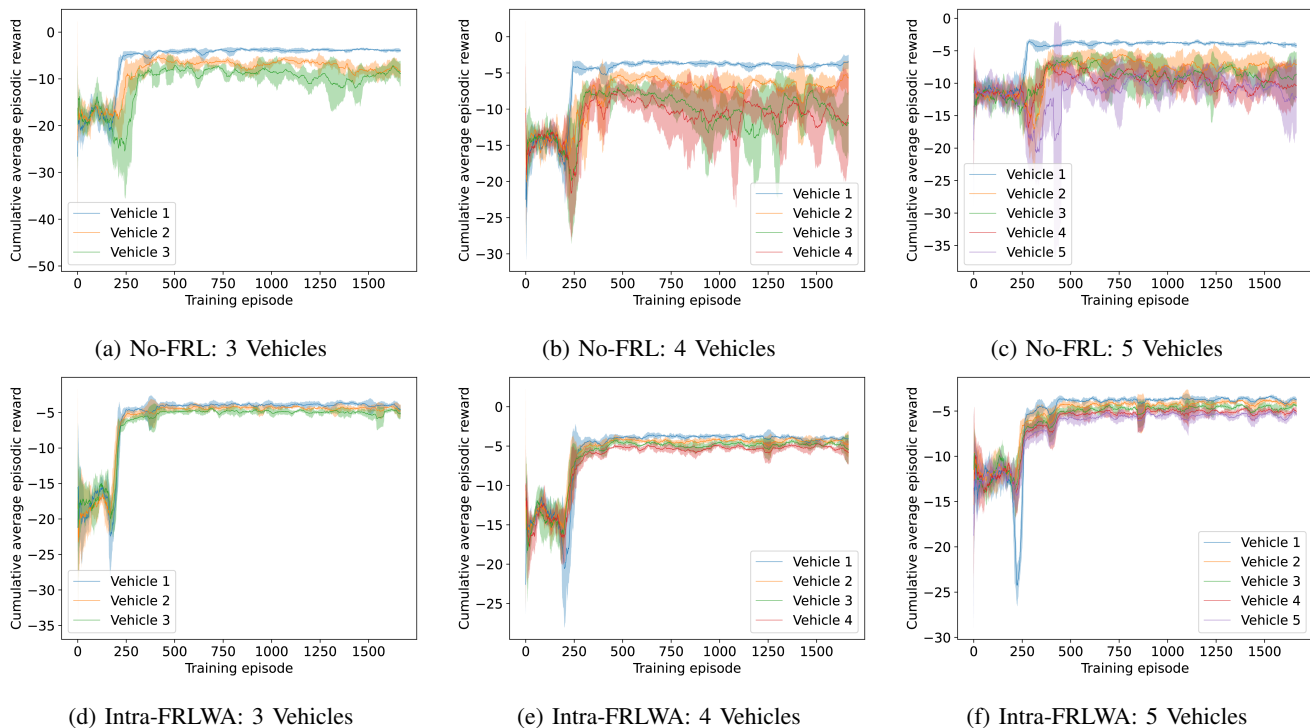 Cumulative average episodic reward
0
−10
−20
−30
−40
−50
Vehicle 1
Vehicle 2
Vehicle 3
0 250 500 750 1000 1250 1500
Training episode
(a) No-FRL: 3 Vehicles
Cumulative average episodic reward
0
−5
−10
−15
−20
−25
−30
Vehicle 1
Vehicle 2
Vehicle 3
Vehicle 4
0 250 500 750 1000 1250 1500
Training episode
(b) No-FRL: 4 Vehicles
Cumulative average episodic reward
0
−5
−10
−15
−20
−25
−30
−35
Vehicle 1
Vehicle 2
Vehicle 3
Vehicle 4
Vehicle 5
0 250 500 750 1000 1250 1500
Training episode
(c) No-FRL: 5 Vehicles
Cumulative average episodic reward
−5
−10
−15
−20
−25
−30
−35
Vehicle 1
Vehicle 2
Vehicle 3
0 250 500 750 1000 1250 1500
Training episode
(d) Intra-FRLWA: 3 Vehicles
Cumulative average episodic reward
0
−5
−10
−15
−20
−25
Vehicle 1
Vehicle 2
Vehicle 3
Vehicle 4
0 250 500 750 1000 1250 1500
Training episode
(e) Intra-FRLWA: 4 Vehicles
Cumulative average episodic reward
−5
−10
−15
−20
−25
−30
Vehicle 1
Vehicle 2
Vehicle 3
Vehicle 4
Vehicle 5
0 250 500 750 1000 1250 1500
Training episode
(f) Intra-FRLWA: 5 Vehicles